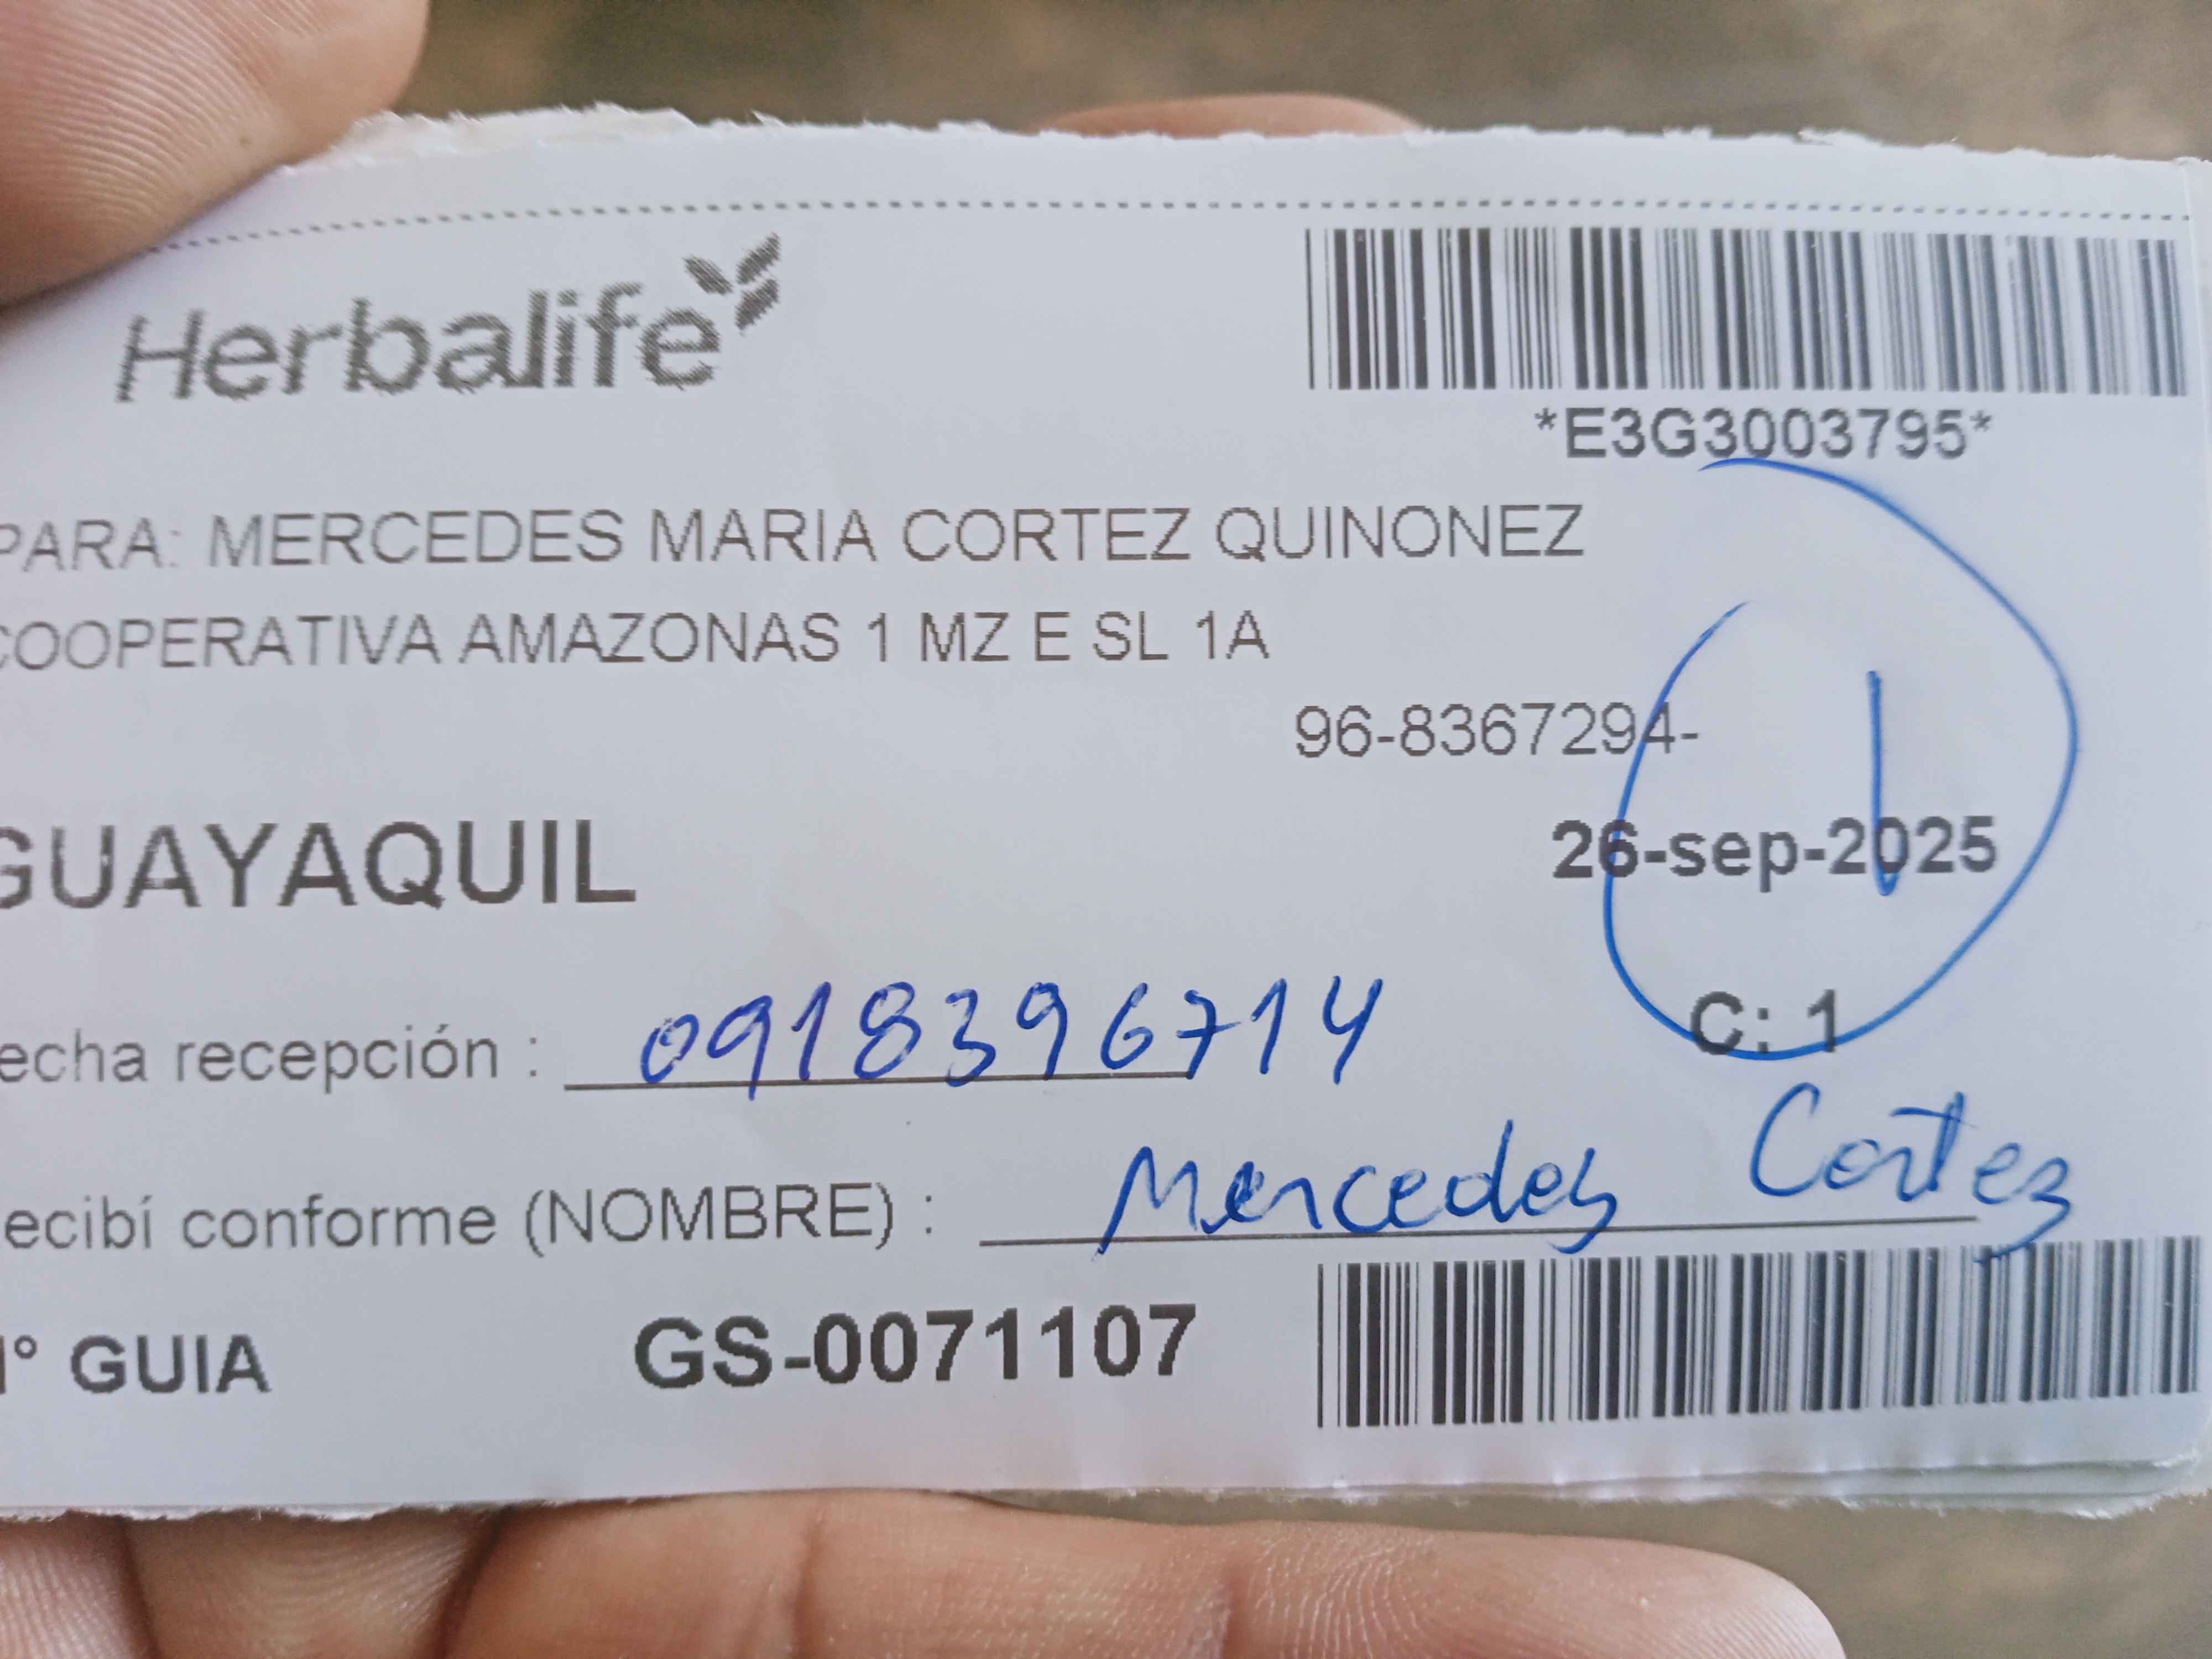 Herbalife
*E3G3003795*
PARA: MERCEDES MARIA CORTEZ QUINONEZ
COOPERATIVA AMAZONAS 1 MZ E SL 1A
96-8367294-
GUAYAQUIL
26-sep-2025
1
C: 1
echa recepción : 0918396714
ecibí conforme (NOMBRE) : Mercedes Cortez
N° GUIA GS-0071107